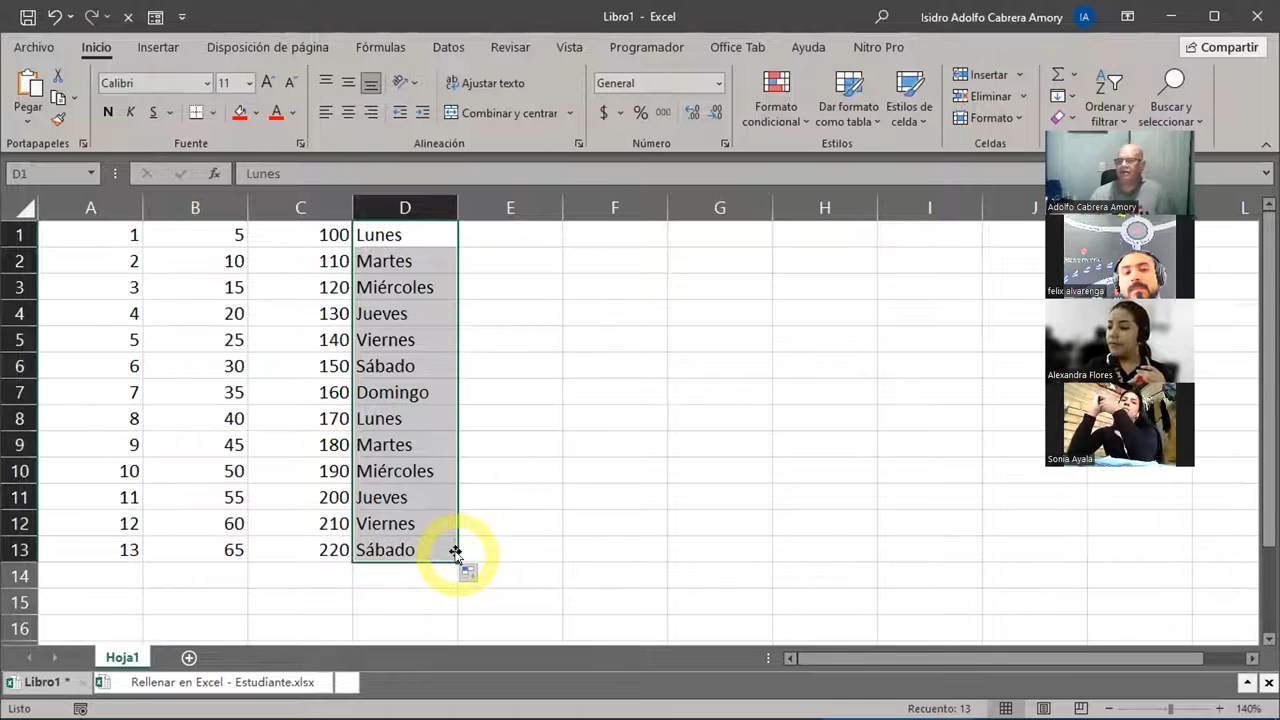 Libro1 - Excel
Isidro Adolfo Cabrera Amory
IA
Archivo Inicio Insertar Disposición de página Fórmulas Datos Revisar Vista Programador Office Tab Ayuda Nitro Pro
Compartir
Pegar
Calibri 11
N K S
Ajustar texto
Combinar y centrar
General
$ % 000
Formato condicional
Dar formato como tabla
Estilos de celda
Insertar
Eliminar
Formato
Ordenar y filtrar
Buscar y seleccionar
Portapapeles Fuente Alineación Número Estilos Celdas
D1 fx Lunes
A B C D E F G H I J L
1 1 5 100 Lunes
2 2 10 110 Martes
3 3 15 120 Miércoles
4 4 20 130 Jueves
5 5 25 140 Viernes
6 6 30 150 Sábado
7 7 35 160 Domingo
8 8 40 170 Lunes
9 9 45 180 Martes
10 10 50 190 Miércoles
11 11 55 200 Jueves
12 12 60 210 Viernes
13 13 65 220 Sábado
14
15
16
Adolfo Cabrera Amory
felix alvarenga
Alexandra Flores
Sonia Ayala
Hoja1
Libro1 * Rellenar en Excel - Estudiante.xlsx
Listo Recuento: 13 140%